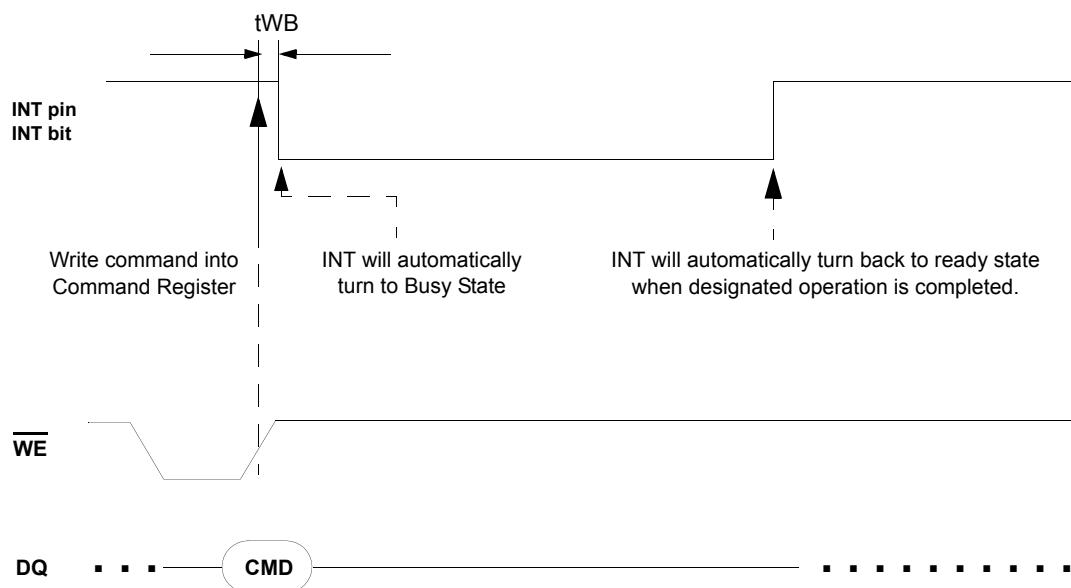 tWB
INT pin
INT bit
Write command into
Command Register
INT will automatically
turn to Busy State
INT will automatically turn back to ready state
when designated operation is completed.
WE
DQ
CMD